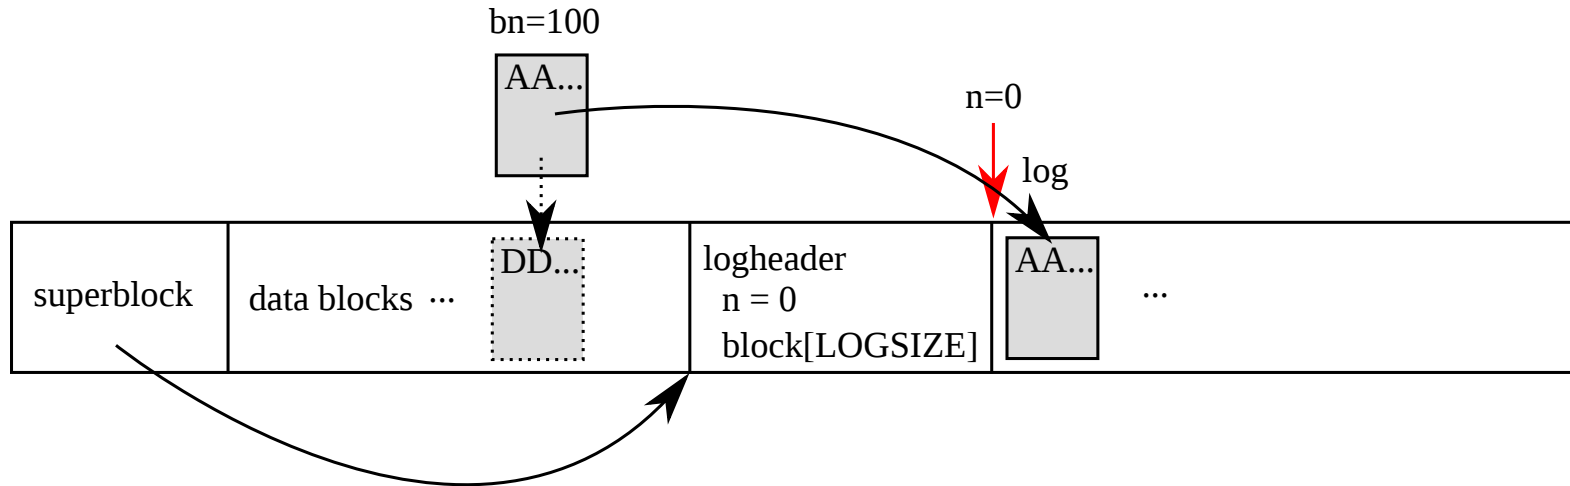 bn=100
AA...
n=0
log
superblock
data blocks ...
DD...
logheader
n = 0
block[LOGSIZE]
AA...
...